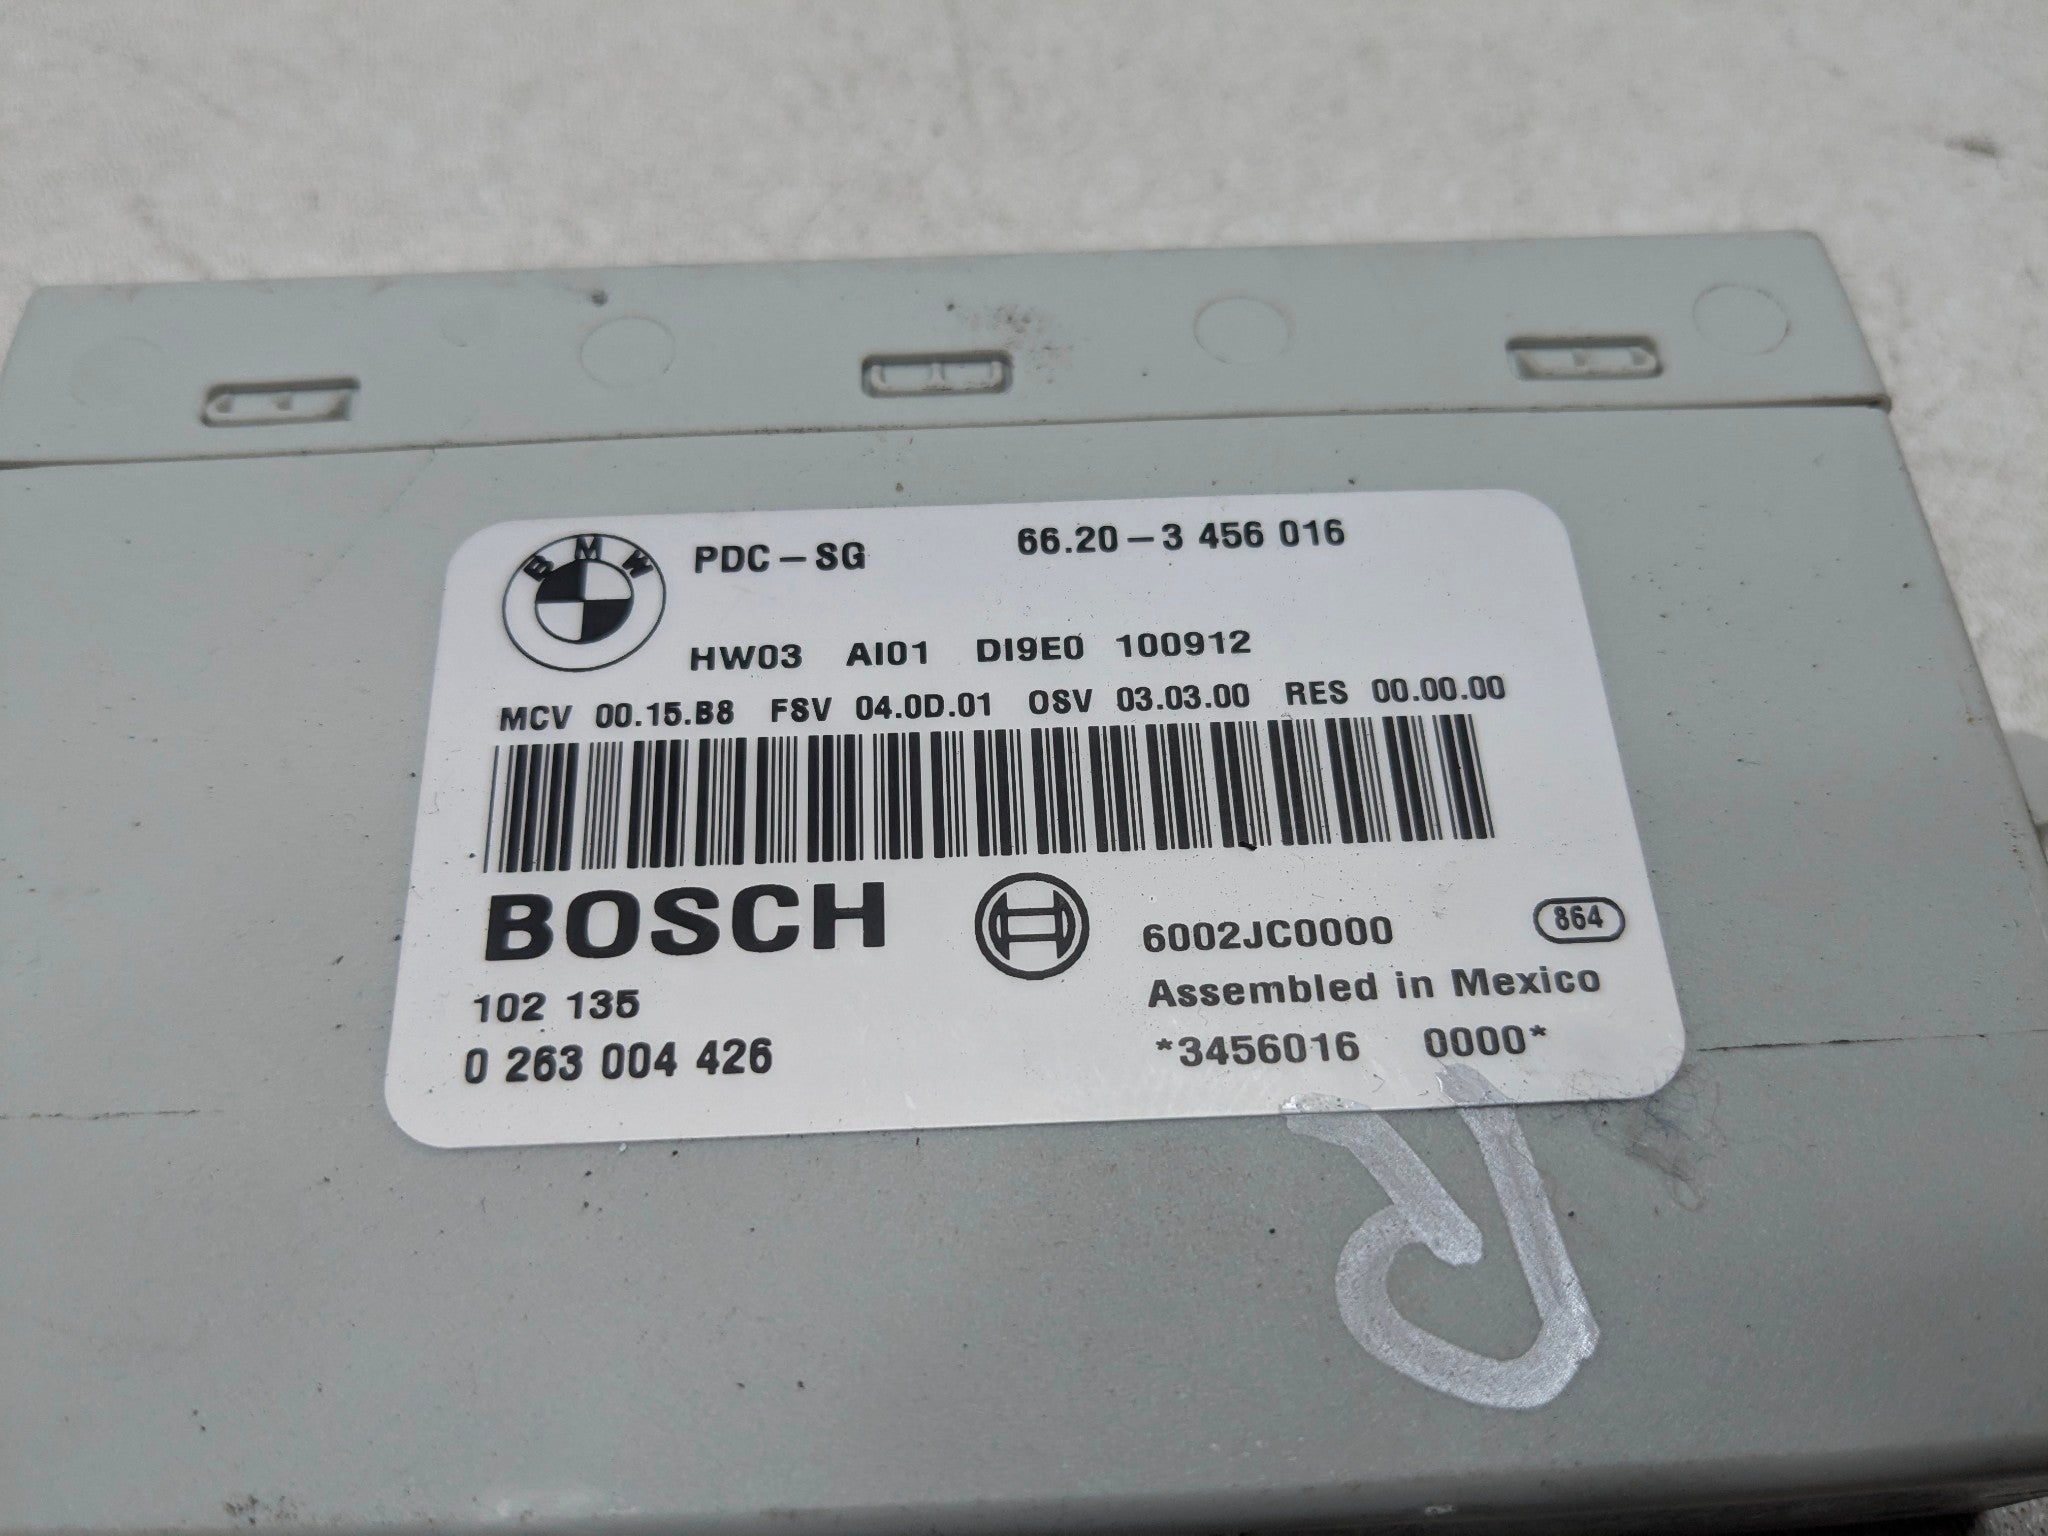 BMW
PDC-SG 66.20-3 456 016
HW03 AI01 DI9E0 100912
MCV 00.15.B8 FSV 04.0D.01 OSV 03.03.00 RES 00.00.00
BOSCH
6002JC0000 864
Assembled in Mexico
102 135
0 263 004 426
*3456016 0000*